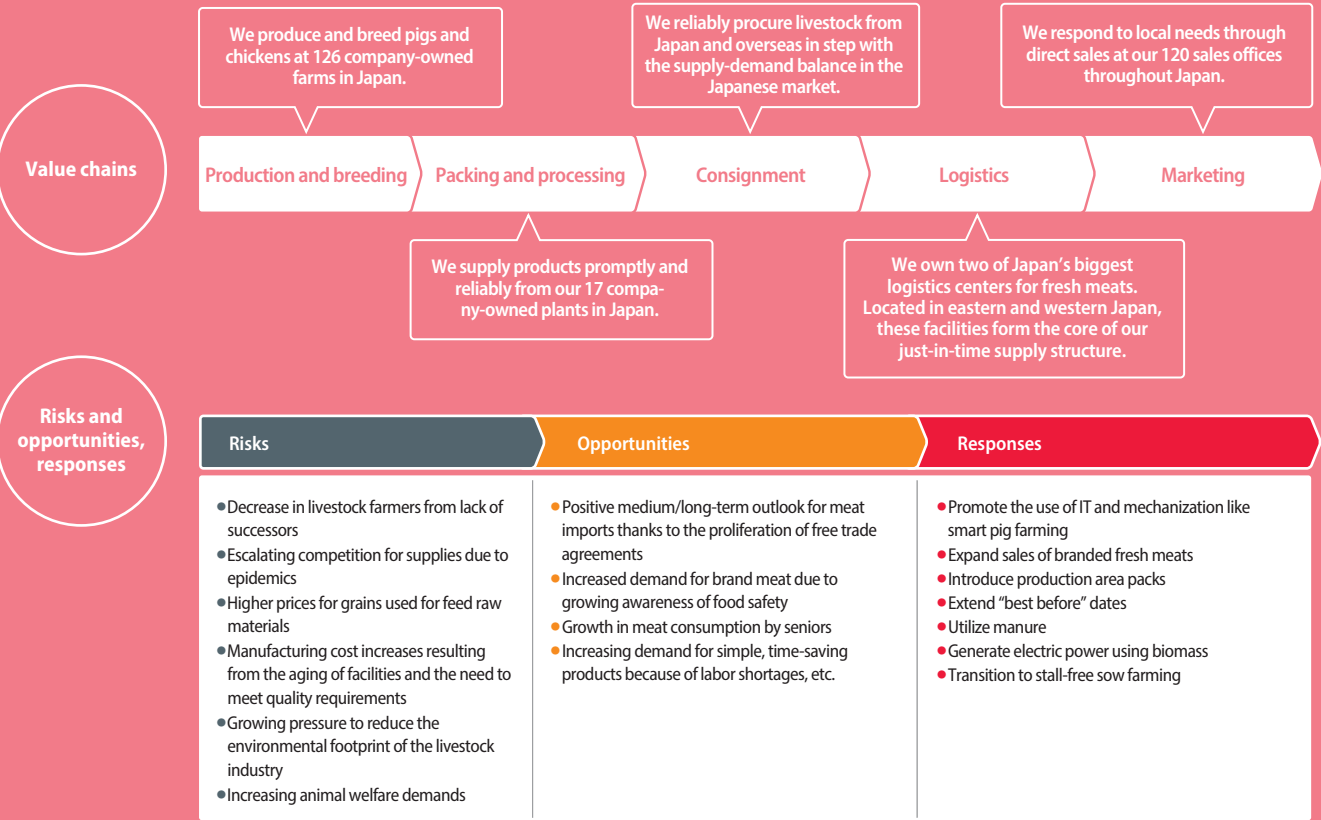 We produce and breed pigs and
chickens at 126 company-owned
farms in Japan.
We reliably procure livestock from
Japan and overseas in step with
the supply-demand balance in the
Japanese market.
We respond to local needs through
direct sales at our 120 sales offices
throughout Japan.
Value chains
Production and breeding
Packing and processing
Consignment
Logistics
Marketing
We supply products promptly and
reliably from our 17 compa-
ny-owned plants in Japan.
We own two of Japan’s biggest
logistics centers for fresh meats.
Located in eastern and western Japan,
these facilities form the core of our
just-in-time supply structure.
Risks and
opportunities,
responses
Risks
Opportunities
Responses
●Decrease in livestock farmers from lack of
successors
●Escalating competition for supplies due to
epidemics
●Higher prices for grains used for feed raw
materials
●Manufacturing cost increases resulting
from the aging of facilities and the need to
meet quality requirements
●Growing pressure to reduce the
environmental footprint of the livestock
industry
●Increasing animal welfare demands
●Positive medium/long-term outlook for meat
imports thanks to the proliferation of free trade
agreements
●Increased demand for brand meat due to
growing awareness of food safety
●Growth in meat consumption by seniors
●Increasing demand for simple, time-saving
products because of labor shortages, etc.
●Promote the use of IT and mechanization like
smart pig farming
●Expand sales of branded fresh meats
●Introduce production area packs
●Extend “best before” dates
●Utilize manure
●Generate electric power using biomass
●Transition to stall-free sow farming